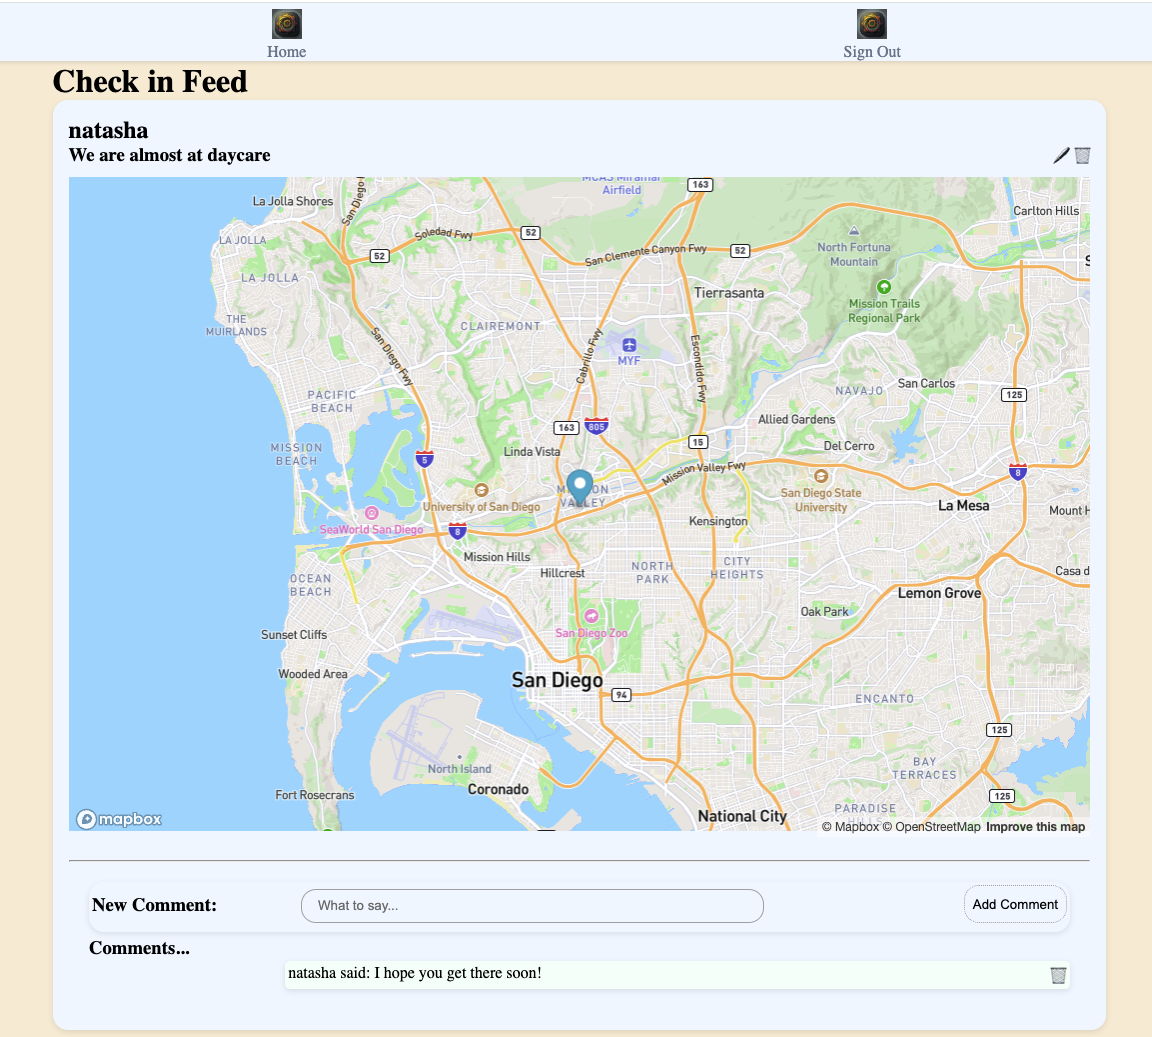 Home
Sign Out
Check in Feed
natasha
We are almost at daycare
MCAS Miramar
Airfield
163
La Jolla Shores
San Diego
Carlton Hills
LA JOLLA
Soledad Fwy
52
52
San Clemente Canyon Fwy
52
North Fortuna
Mountain
LA JOLLA
Tierrasanta
Mission Trails
Regional Park
THE
MUIRLANDS
CLAIREMONT
San Diego Fwy
Cabrillo Fwy
MYF
Escondido Fwy
PACIFIC
BEACH
NAVAJO
San Carlos
125
Allied Gardens
163
805
MISSION
BEACH
Linda Vista
15
Del Cerro
5
Mission Valley Fwy
8
University of San Diego
VALLEY
San Diego State
University
La Mesa
SeaWorld San Diego
Kensington
Mount H
8
Mission Hills
Hillcrest
NORTH
PARK
CITY
HEIGHTS
Casa d
OCEAN
BEACH
Lemon Grove
Oak Park
Sunset Cliffs
San Diego Zoo
Wooded Area
San Diego
94
ENCANTO
125
North Island
BAY
TERRACES
Coronado
Fort Rosecrans
125
National City
PARADISE
HILLS
mapbox
© Mapbox © OpenStreetMap Improve this map
New Comment:
What to say...
Add Comment
Comments...
natasha said: I hope you get there soon!